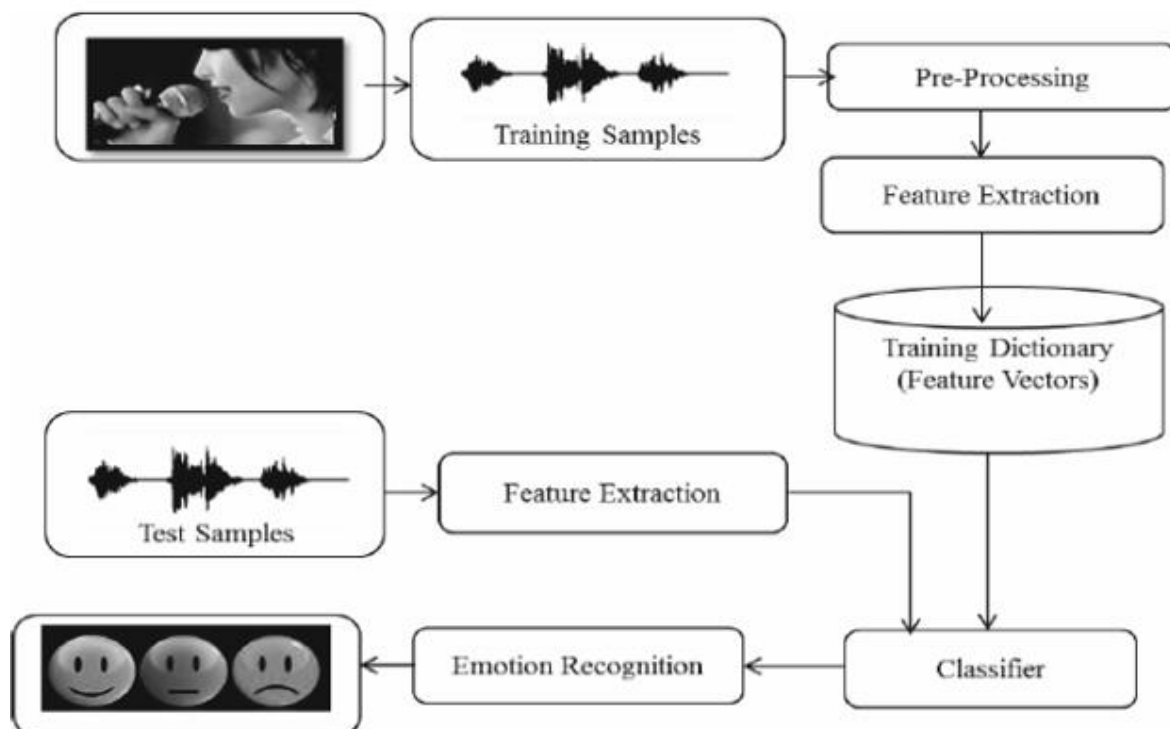 Training Samples
Pre-Processing
Feature Extraction
Training Dictionary
(Feature Vectors)
Test Samples
Feature Extraction
Emotion Recognition
Classifier